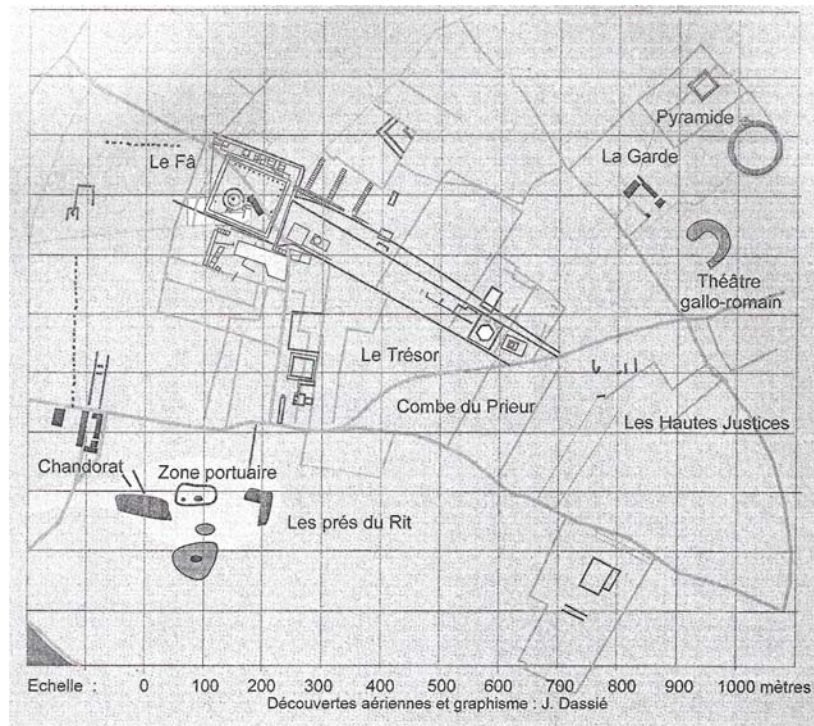 Pyramide
Le Fâ
La Garde
Théâtre
gallo-romain
Le Trésor
Combe du Prieur
Les Hautes Justices
Chandorat
Zone portuaire
Les prés du Rit
Echelle : 0 100 200 300 400 500 600 700 800 900 1000 mètres
Découvertes aériennes et graphisme : J. Dassié